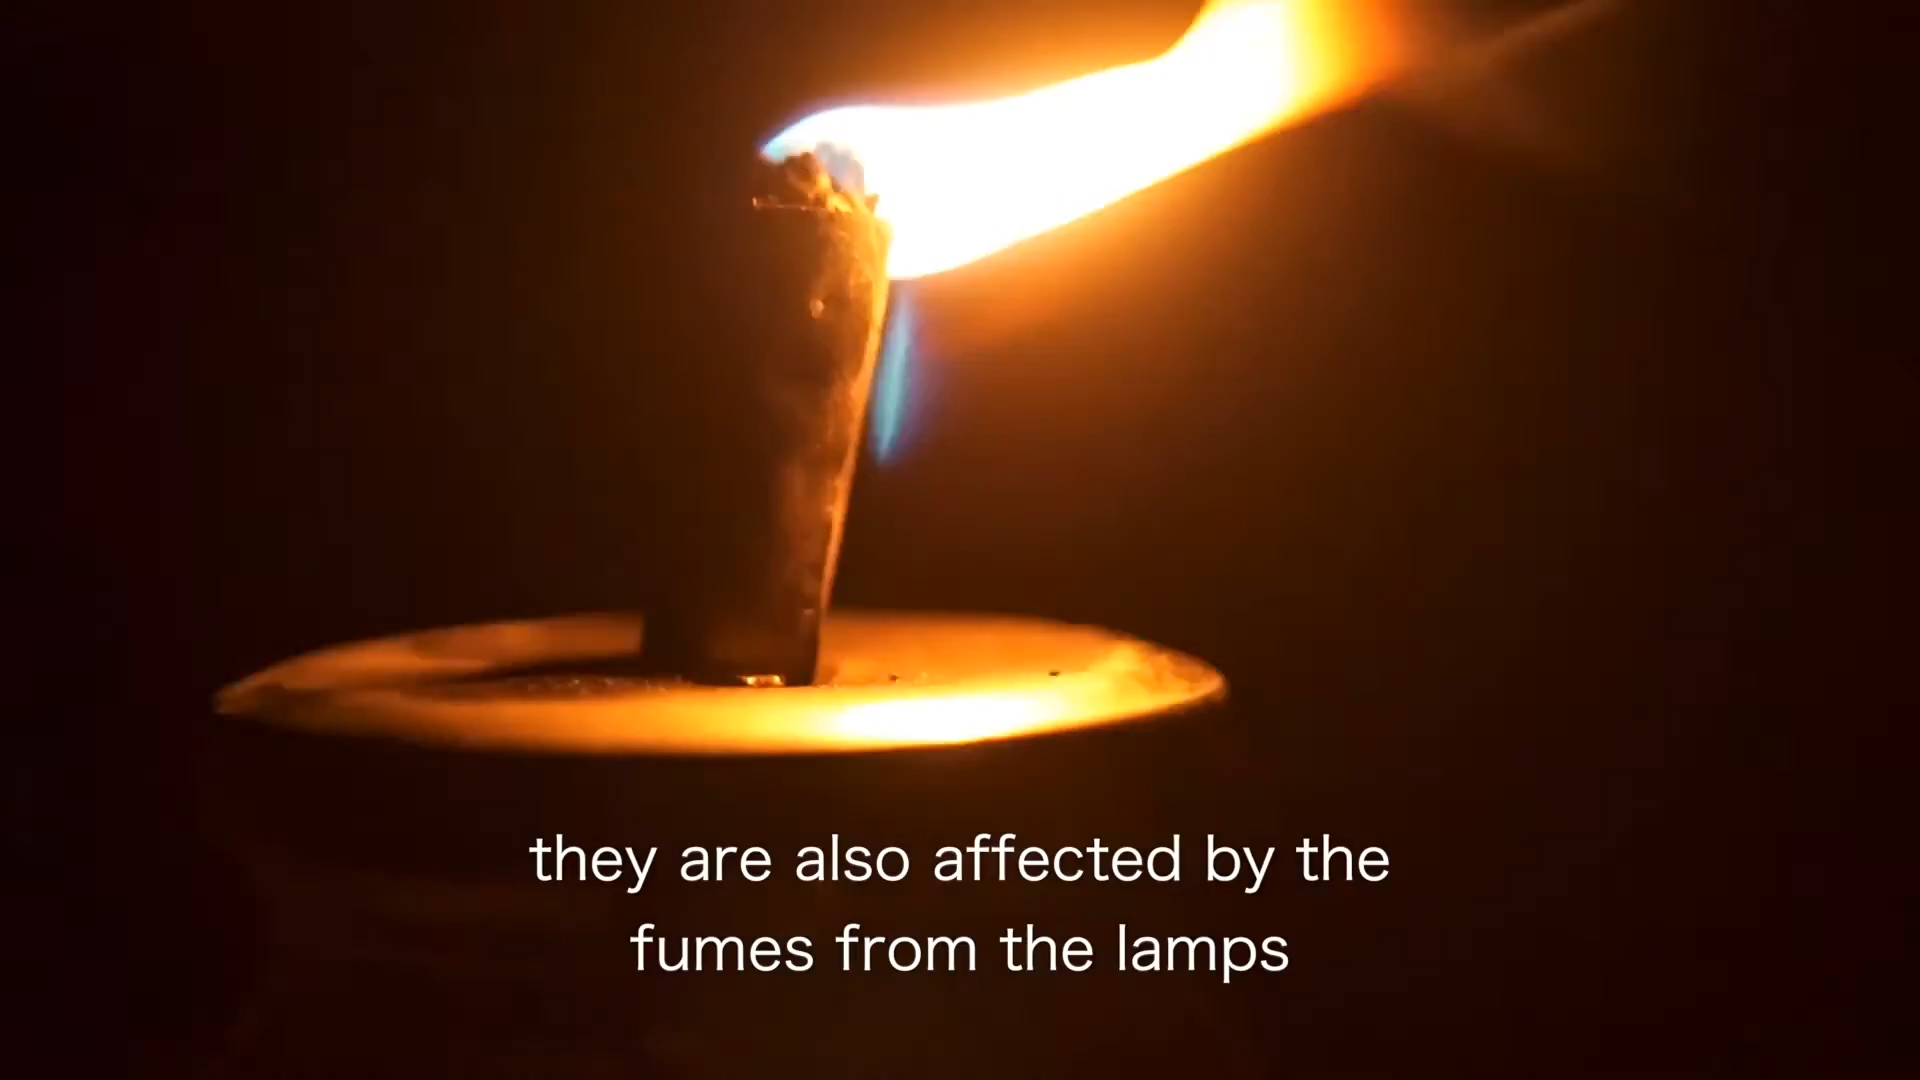 they are also affected by the
fumes from the lamps